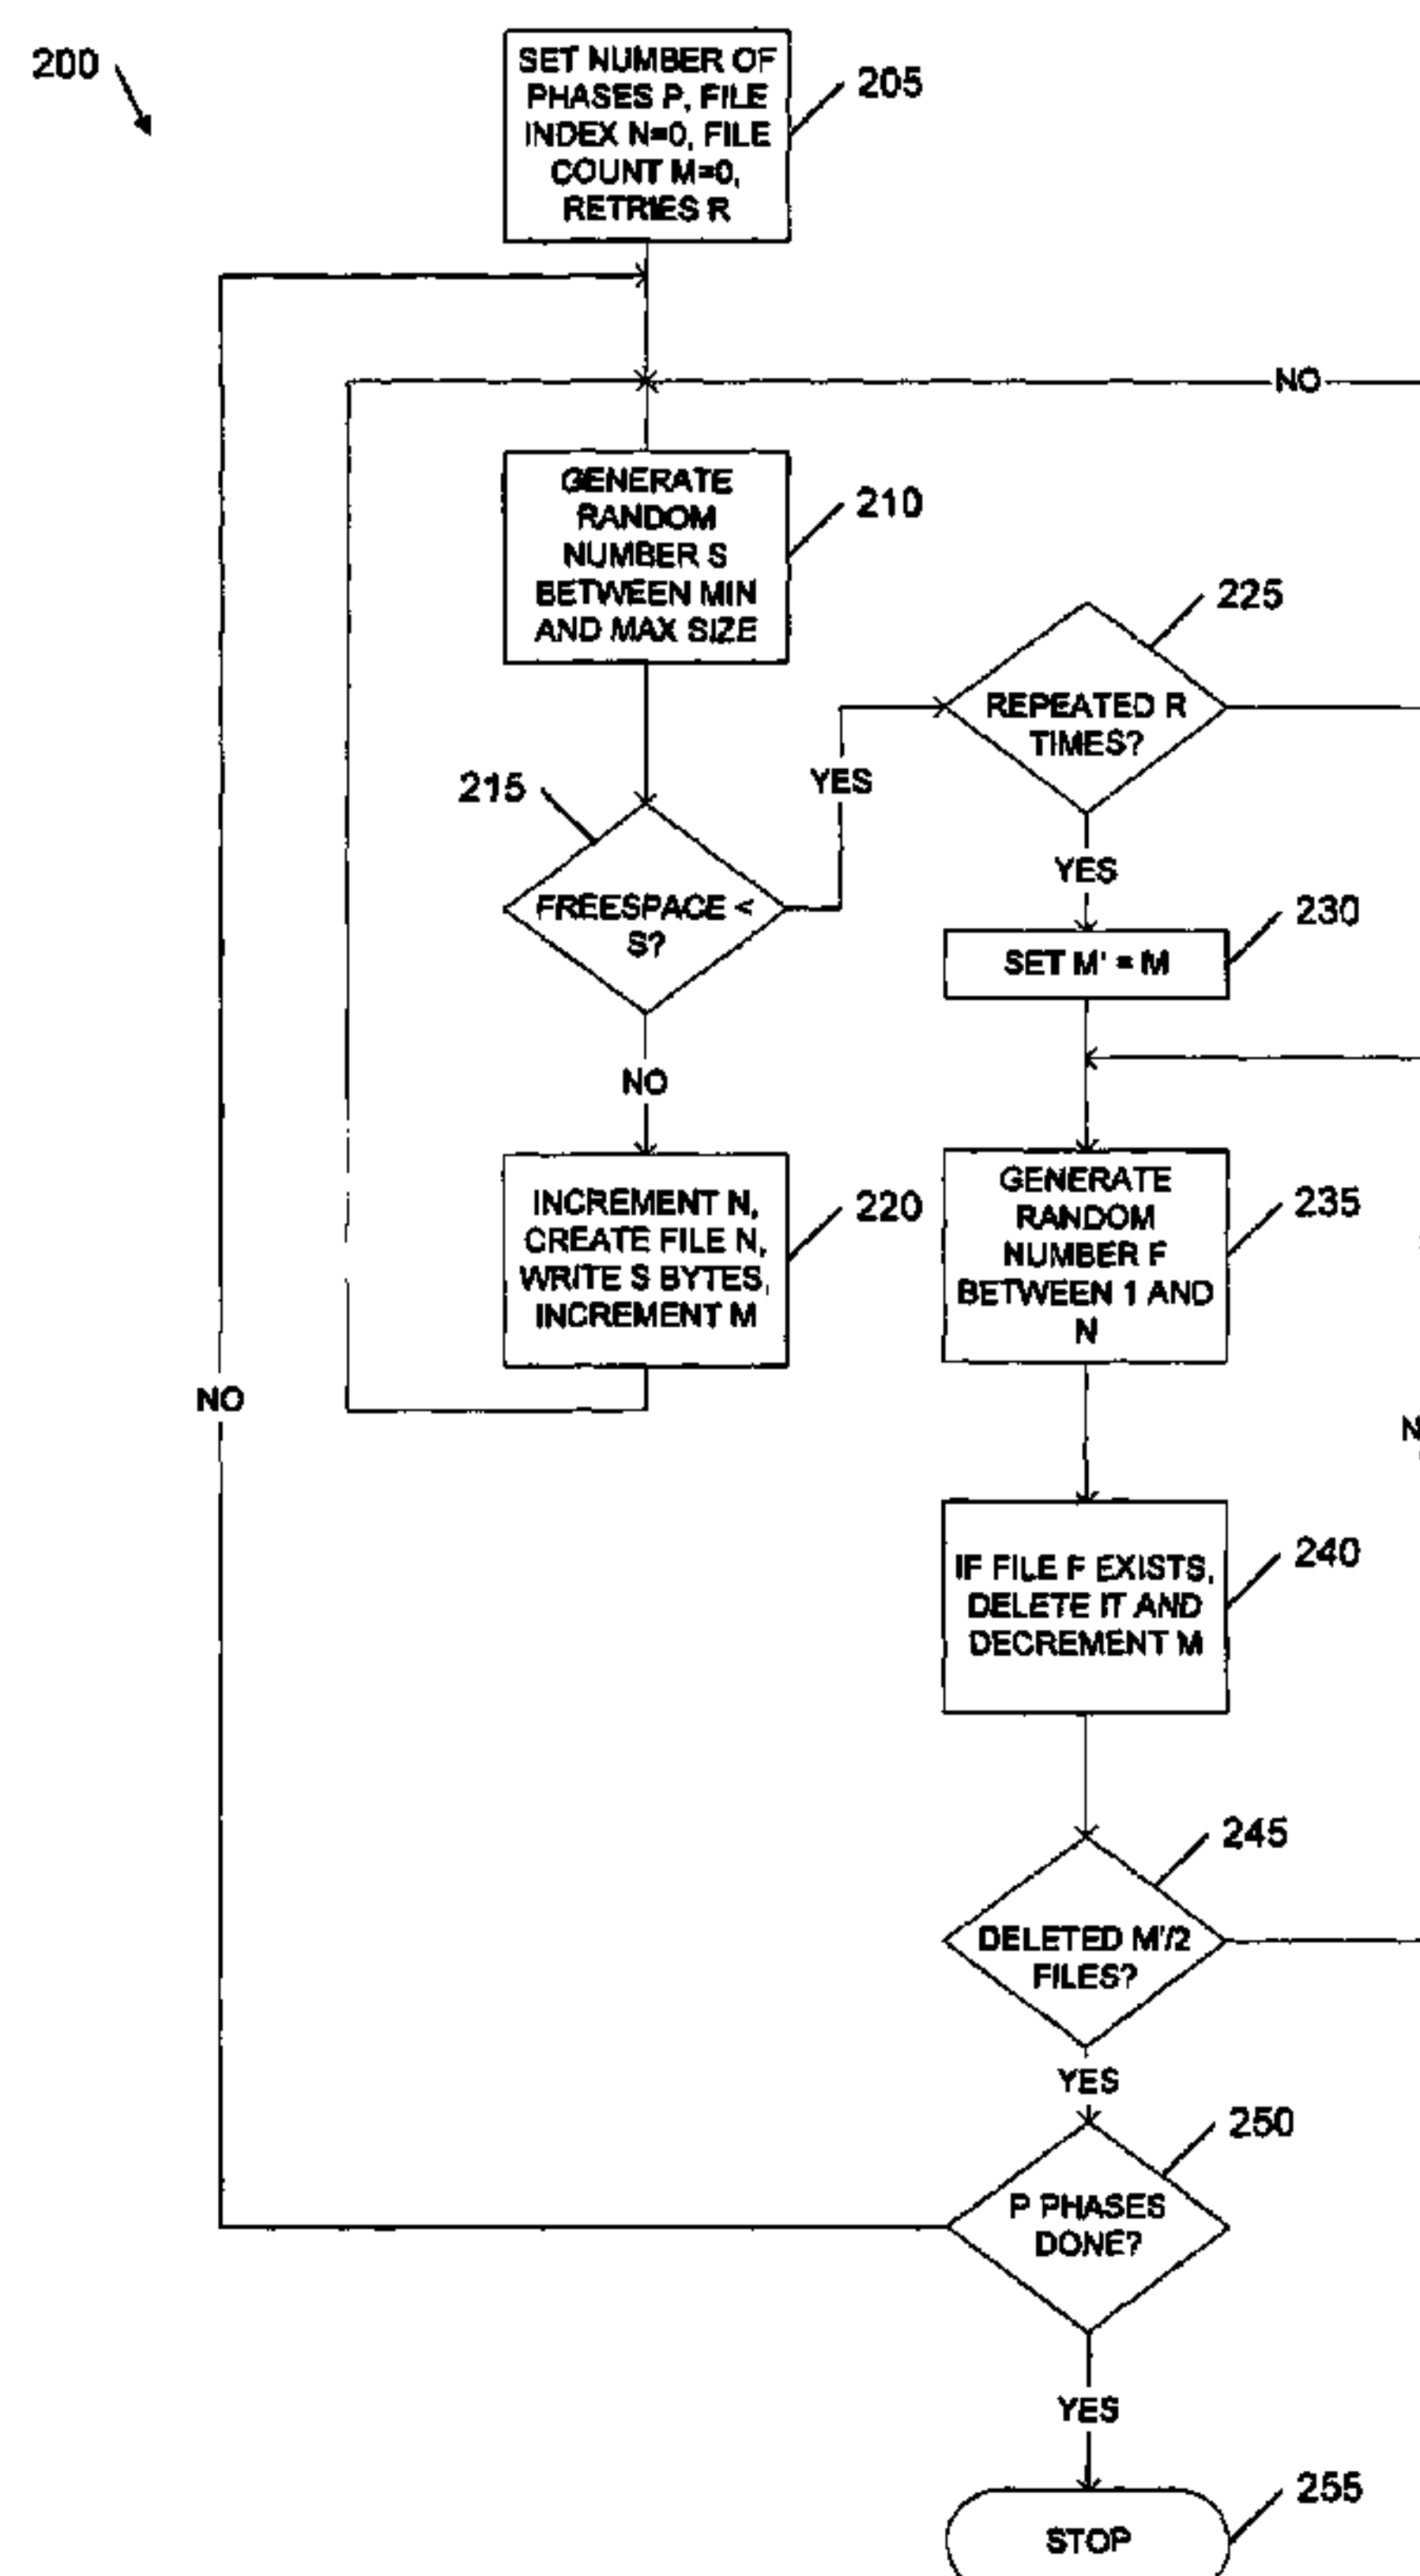 200
SET NUMBER OF
PHASES P, FILE
INDEX N=0, FILE
COUNT M=0,
RETRIES R
205
NO
GENERATE
RANDOM
NUMBER S
BETWEEN MIN
AND MAX SIZE
210
225
REPEATED R
TIMES?
YES
215
FREESPACE <
S?
YES
230
SET M' = M
NO
INCREMENT N,
CREATE FILE N,
WRITE S BYTES,
INCREMENT M
220
GENERATE
RANDOM
NUMBER F
BETWEEN 1 AND
N
235
NO
IF FILE F EXISTS,
DELETE IT AND
DECREMENT M
240
245
DELETED M'/2
FILES?
YES
250
P PHASES
DONE?
YES
255
STOP